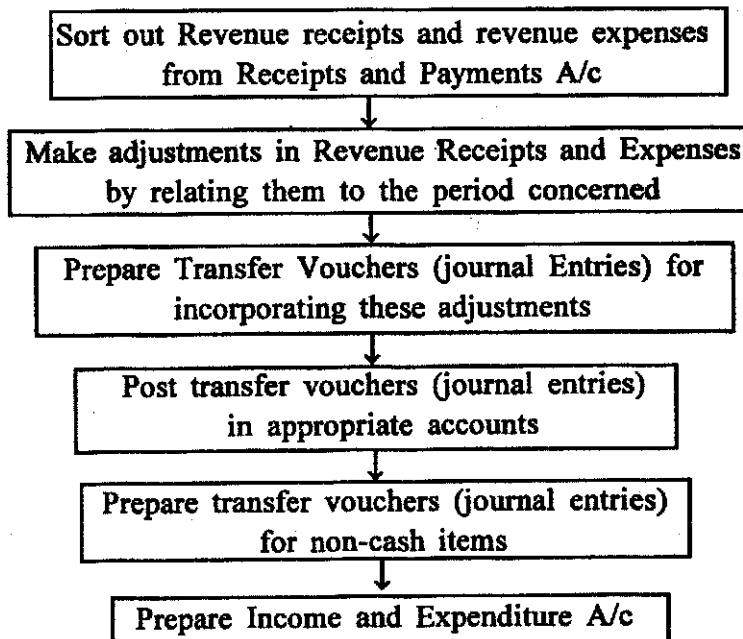 Sort out Revenue receipts and revenue expenses
from Receipts and Payments A/c
Make adjustments in Revenue Receipts and Expenses
by relating them to the period concerned
Prepare Transfer Vouchers (journal Entries) for
incorporating these adjustments
Post transfer vouchers (journal entries)
in appropriate accounts
Prepare transfer vouchers (journal entries)
for non-cash items
Prepare Income and Expenditure A/c